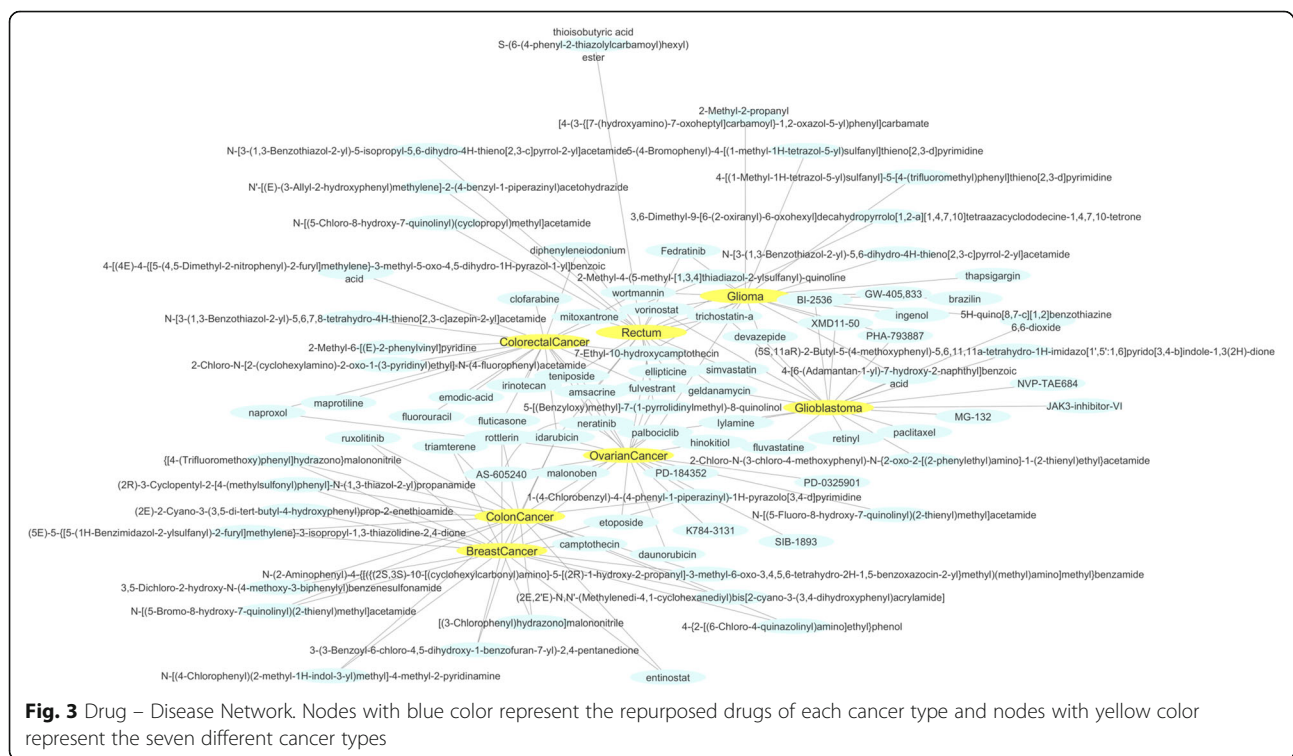 thioisobutyric acid
S-(6-(4-phenyl-2-thiazolylcarbamoyl)hexyl)
ester
2-Methyl-2-propanyl
[4-(3-{[7-(hydroxyamino)-7-oxoheptyl]carbamoyl}-1,2-oxazol-5-yl)phenyl]carbamate
N-[3-(1,3-Benzothiazol-2-yl)-5-isopropyl-5,6-dihydro-4H-thieno[2,3-c]pyrrol-2-yl]acetamide
5-(4-Bromophenyl)-4-[(1-methyl-1H-tetrazol-5-yl)sulfanyl]thieno[2,3-d]pyrimidine
4-[(1-Methyl-1H-tetrazol-5-yl)sulfanyl]-5-[4-(trifluoromethyl)phenyl]thieno[2,3-d]pyrimidine
N'-[(E)-(3-Allyl-2-hydroxyphenyl)methylene]-2-(4-benzyl-1-piperazinyl)acetohydrazide
3,6-Dimethyl-9-[6-(2-oxiranyl)-6-oxohexyl]decahydropyrrolo[1,2-a][1,4,7,10]tetraazacyclododecine-1,4,7,10-tetrone
N-[(5-Chloro-8-hydroxy-7-quinolinyl)(cyclopropyl)methyl]acetamide
diphenyleneiodonium
Fedratinib
N-[3-(1,3-Benzothiazol-2-yl)-5,6-dihydro-4H-thieno[2,3-c]pyrrol-2-yl]acetamide
4-[(4E)-4-{[5-(4,5-Dimethyl-2-nitrophenyl)-2-furyl]methylene}-3-methyl-5-oxo-4,5-dihydro-1H-pyrazol-1-yl]benzoic
acid
2-Methyl-4-(5-methyl-[1,3,4]thiadiazol-2-ylsulfanyl)-quinoline
thapsigargin
wortmannin
Glioma
GW-405,833
clofarabine
BI-2536
brazilin
vorinostat
mitoxantrone
trichostatin-a
ingenol
5H-quino[8,7-c][1,2]benzothiazine
6,6-dioxide
N-[3-(1,3-Benzothiazol-2-yl)-5,6,7,8-tetrahydro-4H-thieno[2,3-c]azepin-2-yl]acetamide
XMD11-50
Rectum
devazepide
PHA-793887
ColorectalCancer
2-Methyl-6-[(E)-2-phenylvinyl]pyridine
7-Ethyl-10-hydroxycamptothecin
(5S,11aR)-2-Butyl-5-(4-methoxyphenyl)-5,6,11,11a-tetrahydro-1H-imidazo[1',5':1,6]pyrido[3,4-b]indole-1,3(2H)-dione
2-Chloro-N-[2-(cyclohexylamino)-2-oxo-1-(3-pyridinyl)ethyl]-N-(4-fluorophenyl)acetamide
ellipticine
simvastatin
4-[6-(Adamantan-1-yl)-7-hydroxy-2-naphthyl]benzoic
acid
teniposide
irinotecan
fulvestrant
geldanamycin
NVP-TAE684
emodic-acid
amsacrine
maprotiline
5-[(Benzyloxy)methyl]-7-(1-pyrrolidinylmethyl)-8-quinolinol
Glioblastoma
JAK3-inhibitor-VI
naproxol
fluorouracil
fluticasone
neratinib
lylamine
MG-132
ruxolitinib
rottlerin
idarubicin
palbociclib
hinokitiol
retinyl
paclitaxel
triamterene
fluvastatine
OvarianCancer
{[4-(Trifluoromethoxy)phenyl]hydrazono}malononitrile
2-Chloro-N-(3-chloro-4-methoxyphenyl)-N-{2-oxo-2-[(2-phenylethyl)amino]-1-(2-thienyl)ethyl}acetamide
AS-605240
malonoben
PD-184352
PD-0325901
(2R)-3-Cyclopentyl-2-[4-(methylsulfonyl)phenyl]-N-(1,3-thiazol-2-yl)propanamide
1-(4-Chlorobenzyl)-4-(4-phenyl-1-piperazinyl)-1H-pyrazolo[3,4-d]pyrimidine
(2E)-2-Cyano-3-(3,5-di-tert-butyl-4-hydroxyphenyl)prop-2-enethioamide
ColonCancer
N-[(5-Fluoro-8-hydroxy-7-quinolinyl)(2-thienyl)methyl]acetamide
etoposide
K784-3131
(5E)-5-{[5-(1H-Benzimidazol-2-ylsulfanyl)-2-furyl]methylene}-3-isopropyl-1,3-thiazolidine-2,4-dione
SIB-1893
BreastCancer
camptothecin
daunorubicin
N-(2-Aminophenyl)-4-{[({(2S,3S)-10-[(cyclohexylcarbonyl)amino]-5-[(2R)-1-hydroxy-2-propanyl]-3-methyl-6-oxo-3,4,5,6-tetrahydro-2H-1,5-benzoxazocin-2-yl}methyl)(methyl)amino]methyl}benzamide
3,5-Dichloro-2-hydroxy-N-(4-methoxy-3-biphenylyl)benzenesulfonamide
(2E,2'E)-N,N'-(Methylenedi-4,1-cyclohexanediyl)bis[2-cyano-3-(3,4-dihydroxyphenyl)acrylamide]
N-[(5-Bromo-8-hydroxy-7-quinolinyl)(2-thienyl)methyl]acetamide
[(3-Chlorophenyl)hydrazono]malononitrile
4-{2-[(6-Chloro-4-quinazolinyl)amino]ethyl}phenol
3-(3-Benzoyl-6-chloro-4,5-dihydroxy-1-benzofuran-7-yl)-2,4-pentanedione
N-[(4-Chlorophenyl)(2-methyl-1H-indol-3-yl)methyl]-4-methyl-2-pyridinamine
entinostat
Fig. 3 Drug – Disease Network. Nodes with blue color represent the repurposed drugs of each cancer type and nodes with yellow color
represent the seven different cancer types